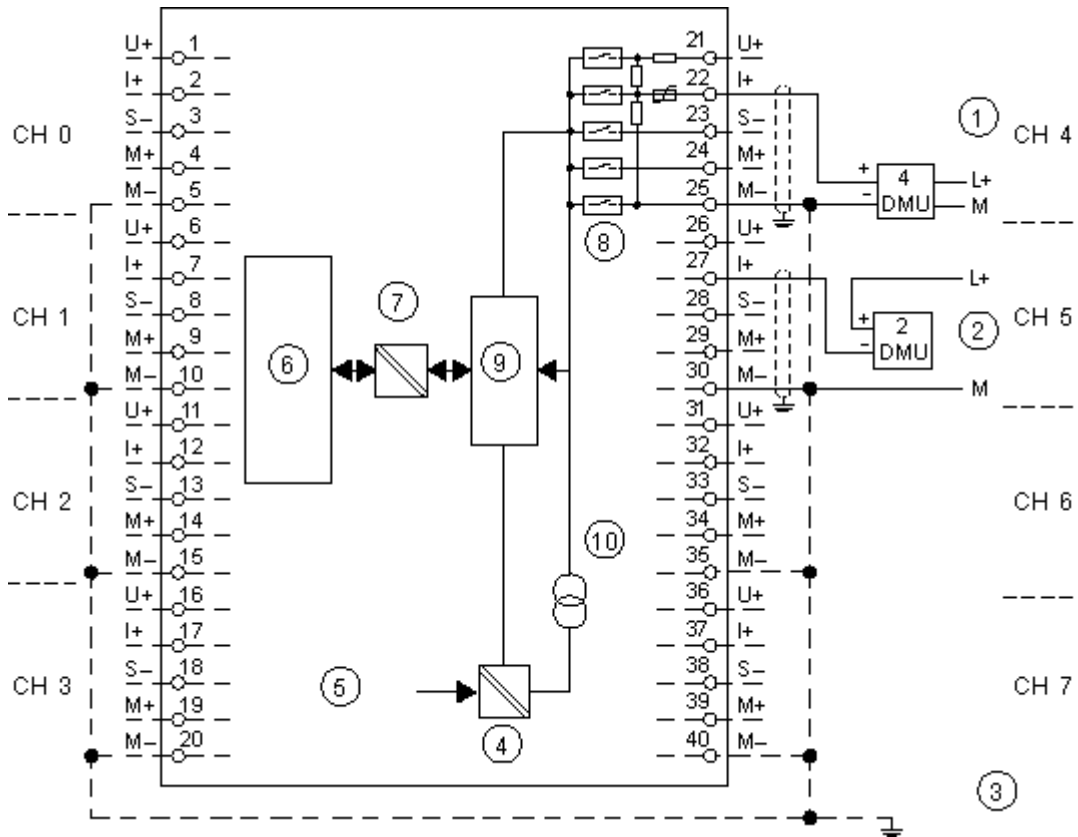 U+ 1 21 U+
I+ 2 22 I+
CH 0 S– 3 23 S– 1 CH 4
M+ 4 24 M+ + 4 L+
M– 5 25 M– – DMU M
U+ 6 8 26 U+
I+ 7 27 I+ L+
CH 1 S– 8 7 28 S– + 2 2 CH 5
M+ 9 6 9 29 M+ – DMU
M– 10 30 M– M
U+ 11 31 U+
I+ 12 32 I+
CH 2 S– 13 33 S– CH 6
M+ 14 10 34 M+
M– 15 35 M–
U+ 16 36 U+
I+ 17 37 I+
CH 3 S– 18 5 38 S– CH 7
M+ 19 4 39 M+
M– 20 40 M–
3